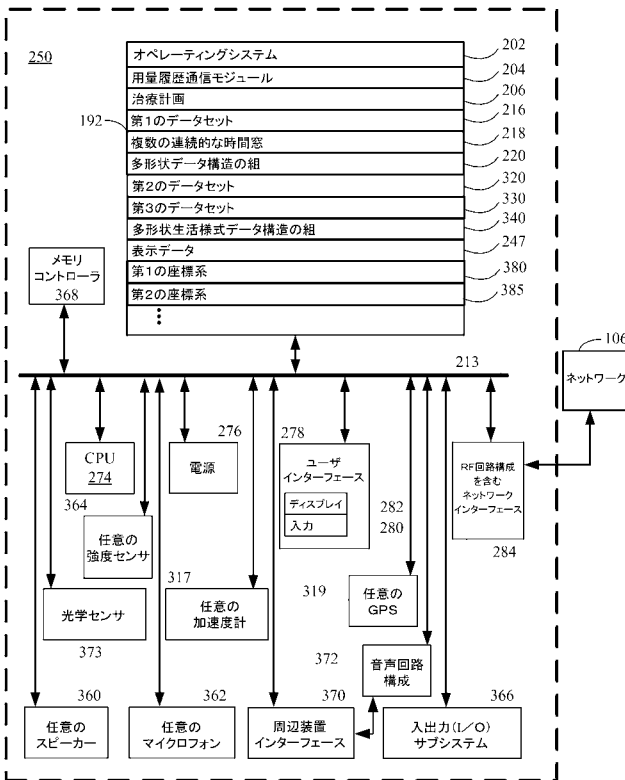 250
192
オペレーティングシステム
202
用量履歴通信モジュール
204
治療計画
206
第1のデータセット
216
複数の連続的な時間窓
218
多形状データ構造の組
220
第2のデータセット
320
第3のデータセット
330
多形状生活様式データ構造の組
340
表示データ
247
第1の座標系
380
第2の座標系
385
メモリ
コントローラ
368
213
106
ネットワーク
CPU
274
276
電源
278
ユーザ
インターフェース
ディスプレイ
入力
282
280
RF回路構成
を含む
ネットワーク
インターフェース
284
364
任意の
強度センサ
光学センサ
373
317
任意の
加速度計
319
任意の
GPS
372
音声回路
構成
360
任意の
スピーカー
362
任意の
マイクロフォン
370
周辺装置
インターフェース
366
入出力(I/O)
サブシステム